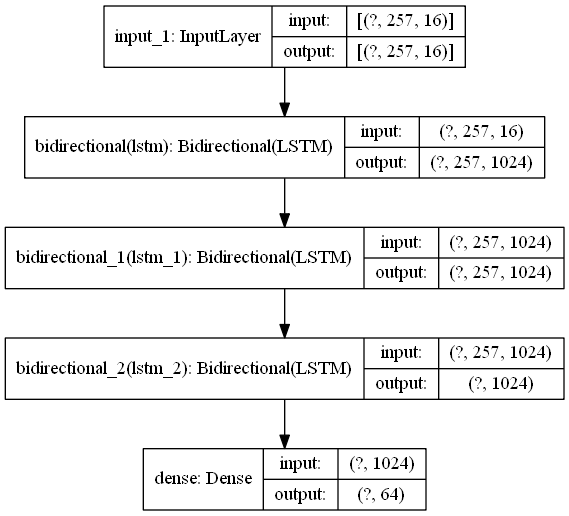 input_1: InputLayer
input: [(?, 257, 16)]
output: [(?, 257, 16)]
bidirectional(lstm): Bidirectional(LSTM)
input: (?, 257, 16)
output: (?, 257, 1024)
bidirectional_1(lstm_1): Bidirectional(LSTM)
input: (?, 257, 1024)
output: (?, 257, 1024)
bidirectional_2(lstm_2): Bidirectional(LSTM)
input: (?, 257, 1024)
output: (?, 1024)
dense: Dense
input: (?, 1024)
output: (?, 64)